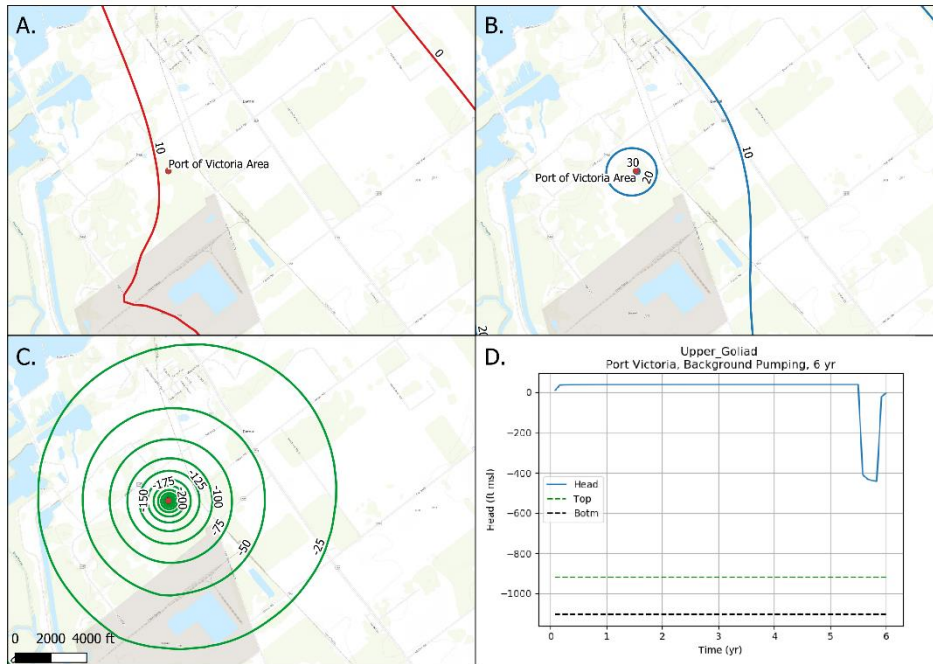 A.
0
10
Port of Victoria Area
B.
10
30
Port of Victoria Area
20
C.
-175
-125
-150
-200
-100
-75
-50
-25
0 2000 4000 ft
D.
Upper_Goliad
Port Victoria, Background Pumping, 6 yr
Head (ft msl)
0
−200
−400
−600
−800
−1000
Head
Top
Botm
0 1 2 3 4 5 6
Time (yr)